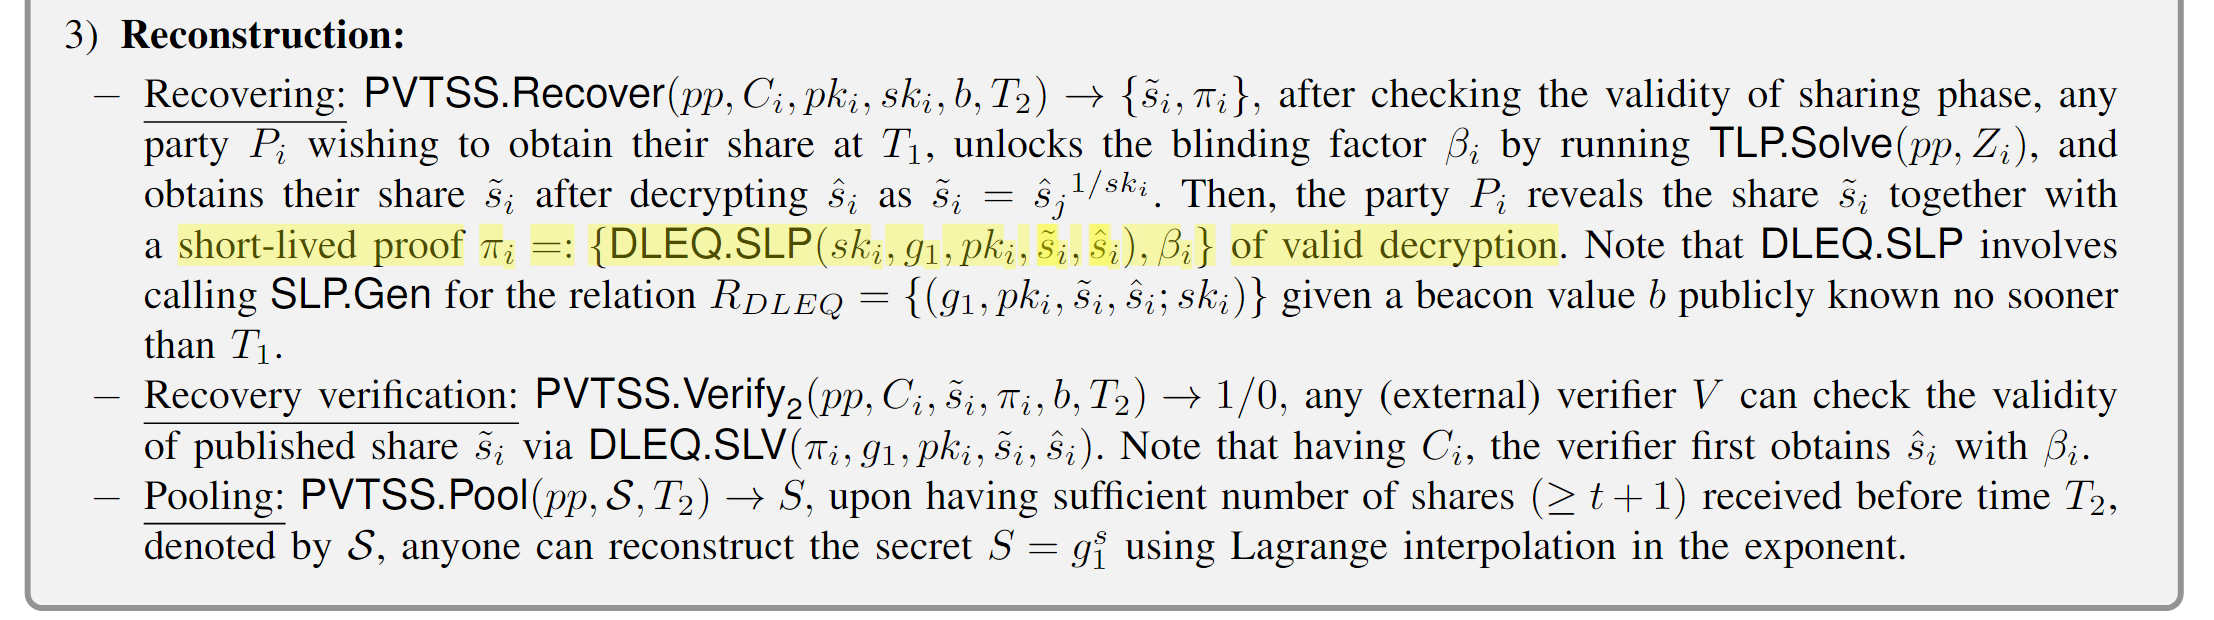 3) Reconstruction:
– Recovering: PVTSS.Recover(pp, C_i, pk_i, sk_i, b, T_2) → {s̃_i, π_i}, after checking the validity of sharing phase, any
party P_i wishing to obtain their share at T_1, unlocks the blinding factor β_i by running TLP.Solve(pp, Z_i), and
obtains their share s̃_i after decrypting ŝ_i as s̃_i = ŝ_j^{1/sk_i}. Then, the party P_i reveals the share s̃_i together with
a short-lived proof π_i =: {DLEQ.SLP(sk_i, g_1, pk_i, s̃_i, ŝ_i), β_i} of valid decryption. Note that DLEQ.SLP involves
calling SLP.Gen for the relation R_{DLEQ} = {(g_1, pk_i, s̃_i, ŝ_i; sk_i)} given a beacon value b publicly known no sooner
than T_1.
– Recovery verification: PVTSS.Verify_2(pp, C_i, s̃_i, π_i, b, T_2) → 1/0, any (external) verifier V can check the validity
of published share s̃_i via DLEQ.SLV(π_i, g_1, pk_i, s̃_i, ŝ_i). Note that having C_i, the verifier first obtains ŝ_i with β_i.
– Pooling: PVTSS.Pool(pp, 𝒮, T_2) → S, upon having sufficient number of shares (≥ t + 1) received before time T_2,
denoted by 𝒮, anyone can reconstruct the secret S = g_1^s using Lagrange interpolation in the exponent.